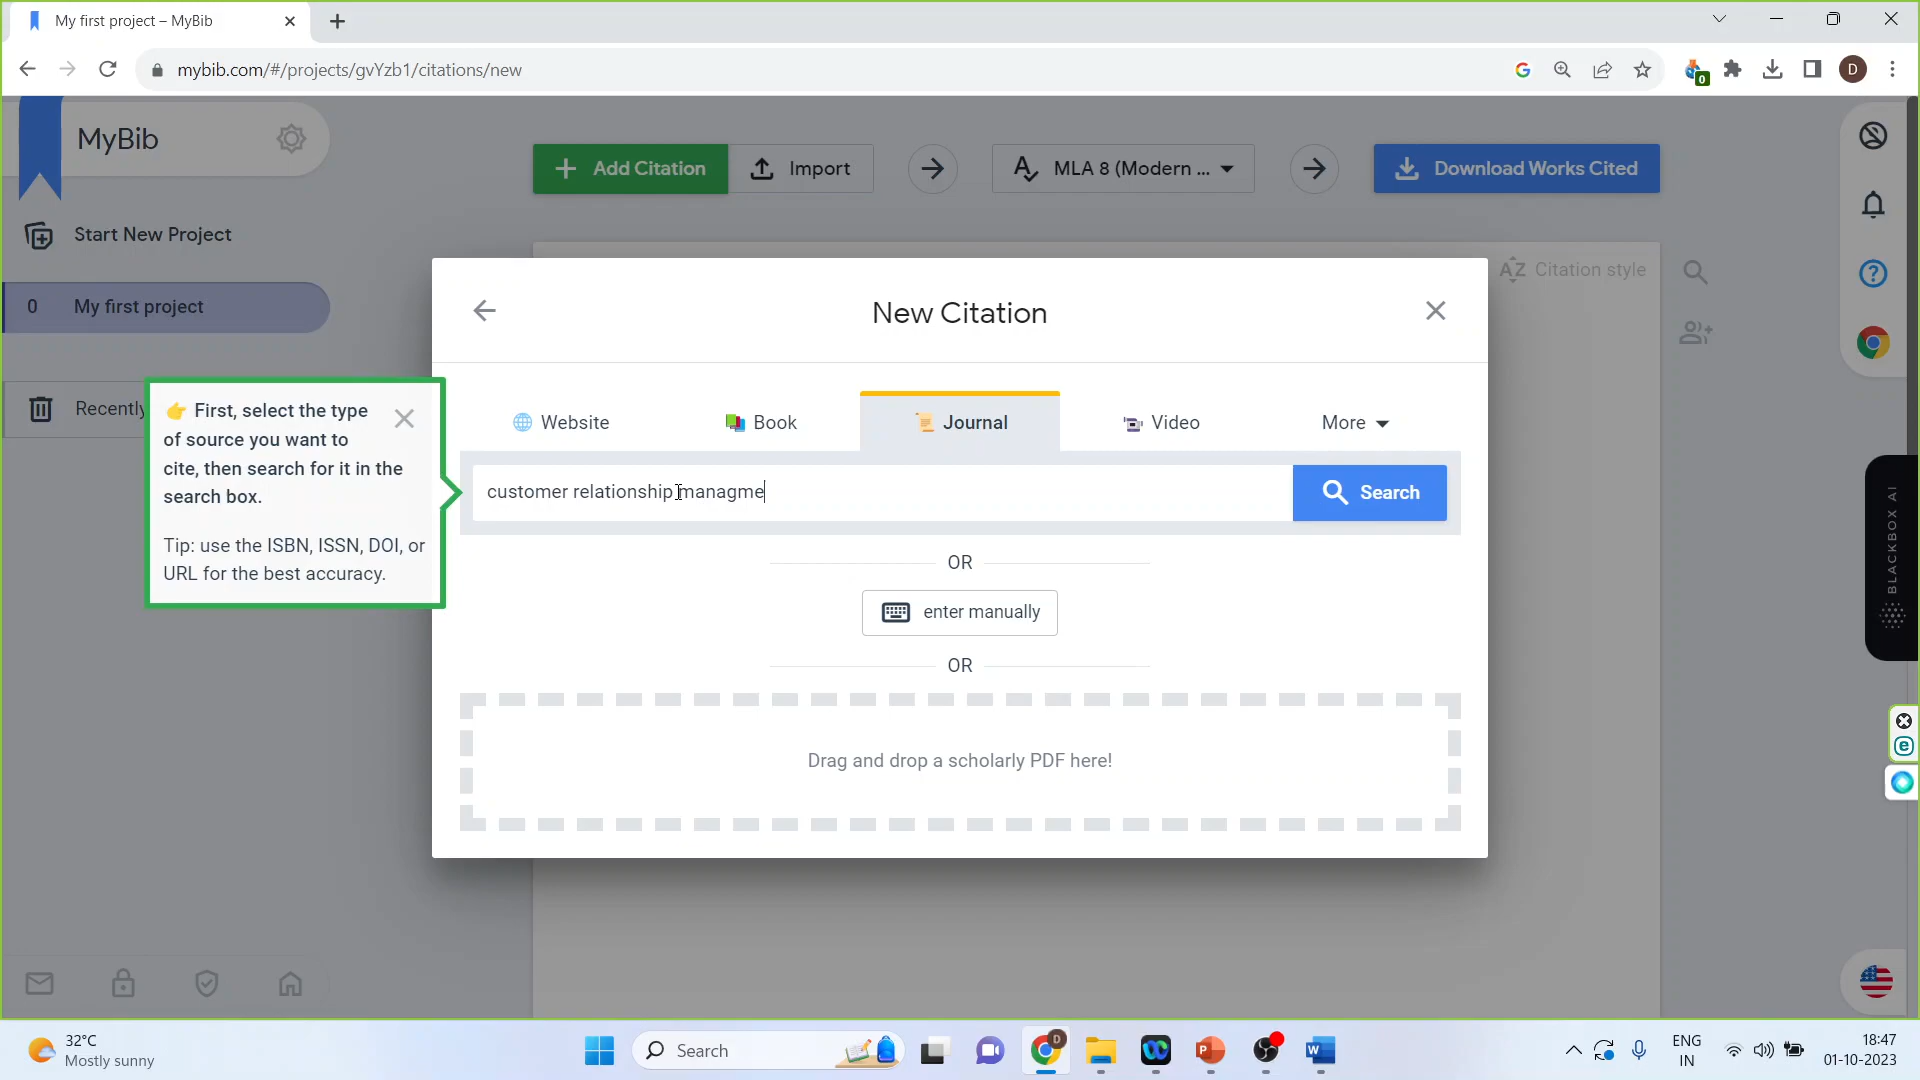 My first project – MyBib
mybib.com/#/projects/gvYzb1/citations/new
0
D
MyBib
Add Citation
Import
MLA 8 (Modern ...
Download Works Cited
Start New Project
0 My first project
AZ Citation style
New Citation
Recently
👉 First, select the type
of source you want to
cite, then search for it in the
search box.
Tip: use the ISBN, ISSN, DOI, or
URL for the best accuracy.
Website
Book
Journal
Video
More
customer relationship managme
Search
OR
enter manually
OR
Drag and drop a scholarly PDF here!
BLACKBOX AI
32°C
Mostly sunny
Search
D
ENG
IN
18:47
01-10-2023